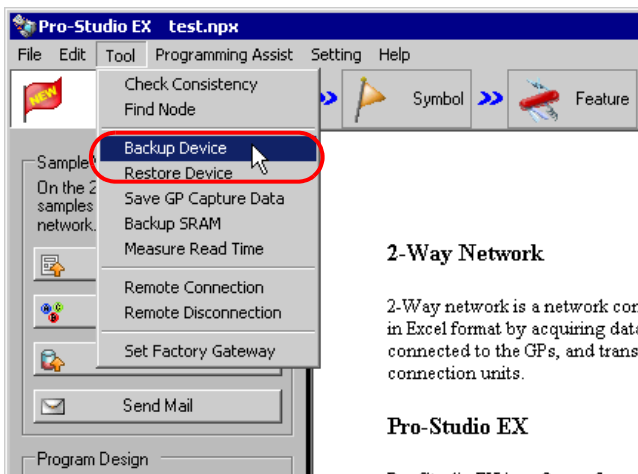 Pro-Studio EX test.npx
File Edit Tool Programming Assist Setting Help
NEW
Symbol
Feature
Check Consistency
Find Node
Backup Device
Restore Device
Save GP Capture Data
Backup SRAM
Measure Read Time
Remote Connection
Remote Disconnection
Set Factory Gateway
Sample
On the 2
samples
network.
Send Mail
Program Design
2-Way Network
2-Way network is a network
in Excel format by acquiring
connected to the GPs, and
connection units.
Pro-Studio EX